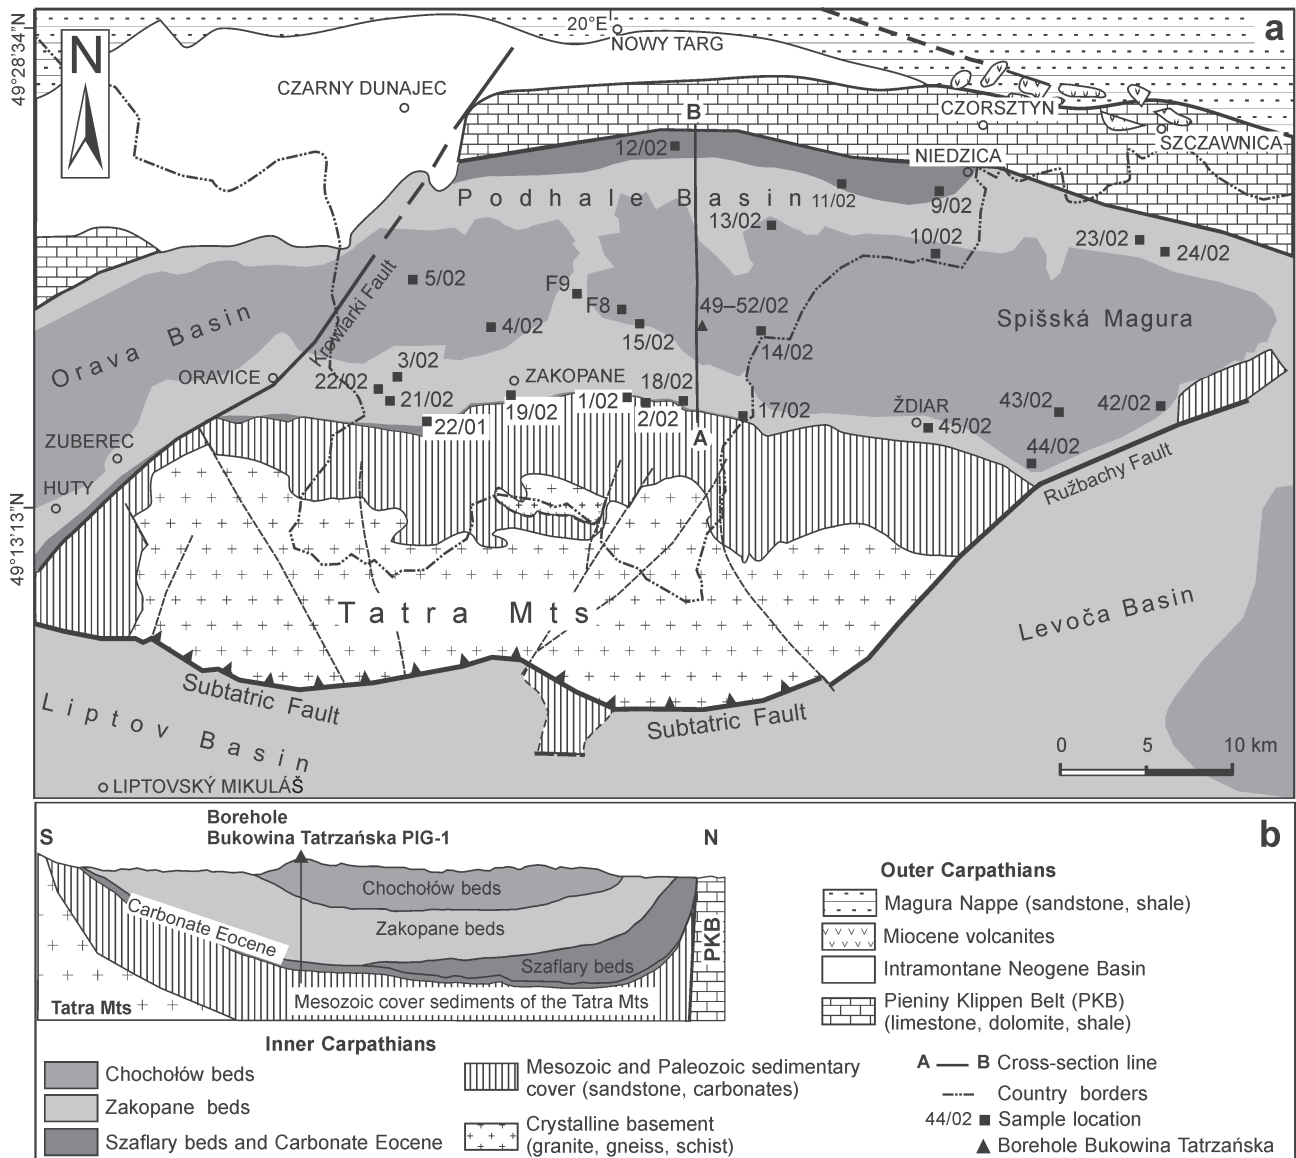 20°E
NOWY TARG
a
49°28'34"N
N
CZARNY DUNAJEC
CZORSZTYN
SZCZAWNICA
B
12/02
NIEDZICA
Podhale Basin
11/02
9/02
13/02
10/02
23/02
24/02
5/02
F9
F8
49–52/02
Krowiarki Fault
4/02
15/02
14/02
Spišská Magura
Orava Basin
3/02
ORAVICE
22/02
21/02
ZAKOPANE
18/02
1/02
19/02
2/02
17/02
22/01
A
ŽDIAR
45/02
43/02
42/02
44/02
ZUBEREC
HUTY
Ružbachy Fault
49°13'13"N
Tatra Mts
Levoča Basin
Subtatric Fault
Subtatric Fault
Liptov Basin
LIPTOVSKÝ MIKULÁŠ
0 5 10 km
Borehole
Bukowina Tatrzańska PIG-1
S
N
b
Chochołów beds
Carbonate Eocene
Zakopane beds
Szaflary beds
PKB
Tatra Mts
Mesozoic cover sediments of the Tatra Mts
Inner Carpathians
Chochołów beds
Zakopane beds
Szaflary beds and Carbonate Eocene
Mesozoic and Paleozoic sedimentary
cover (sandstone, carbonates)
Crystalline basement
(granite, gneiss, schist)
Outer Carpathians
Magura Nappe (sandstone, shale)
Miocene volcanites
Intramontane Neogene Basin
Pieniny Klippen Belt (PKB)
(limestone, dolomite, shale)
A B Cross-section line
Country borders
44/02 Sample location
Borehole Bukowina Tatrzańska